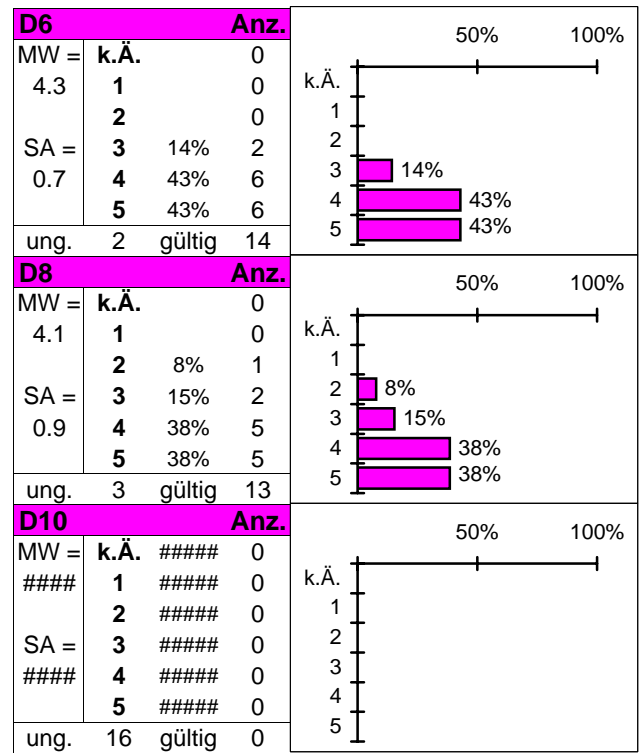 D6 Anz.
MW = k.Ä. 0
4.3 1 0
2 0
SA = 3 14% 2
0.7 4 43% 6
5 43% 6
ung. 2 gültig 14
50% 100%
k.Ä.
1
2
3 14%
4 43%
5 43%
D8 Anz.
MW = k.Ä. 0
4.1 1 0
2 8% 1
SA = 3 15% 2
0.9 4 38% 5
5 38% 5
ung. 3 gültig 13
50% 100%
k.Ä.
1
2 8%
3 15%
4 38%
5 38%
D10 Anz.
MW = k.Ä. ##### 0
#### 1 ##### 0
2 ##### 0
SA = 3 ##### 0
#### 4 ##### 0
5 ##### 0
ung. 16 gültig 0
50% 100%
k.Ä.
1
2
3
4
5